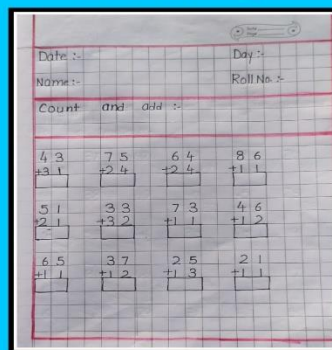 Date :- Day :-
Name:- Roll No. :-
Count and add :-
43 75 64 86
+31 +24 +24 +11
51 33 73 46
+21 +32 +11 +12
65 37 25 21
+11 +12 +13 +11